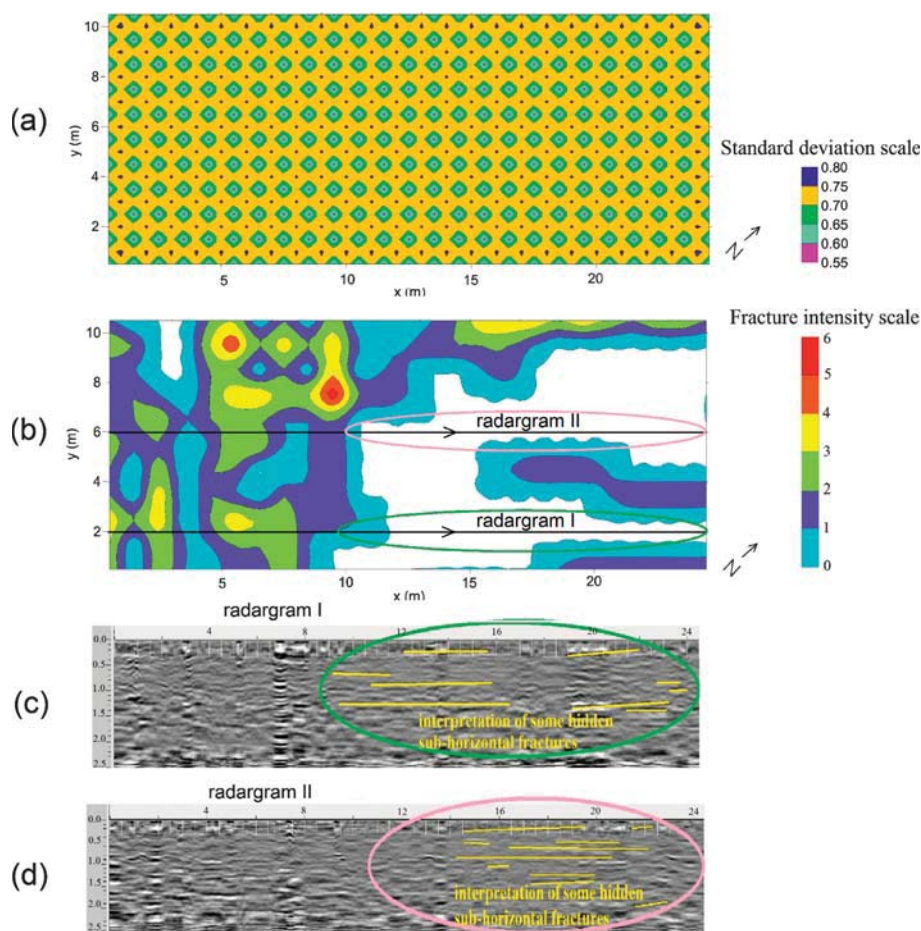 (a)
10
8
6
4
2
y (m)
5
10
15
20
x (m)
Standard deviation scale
0.80
0.75
0.70
0.65
0.60
0.55
N
(b)
10
8
6
4
2
y (m)
radargram II
radargram I
5
10
15
20
x (m)
Fracture intensity scale
6
5
4
3
2
1
0
N
(c)
radargram I
4
8
12
16
20
24
0.0
0.5
1.0
1.5
2.0
2.5
interpretation of some hidden
sub-horizontal fractures
(d)
radargram II
4
8
12
16
20
24
0.0
0.5
1.0
1.5
2.0
2.5
interpretation of some hidden
sub-horizontal fractures